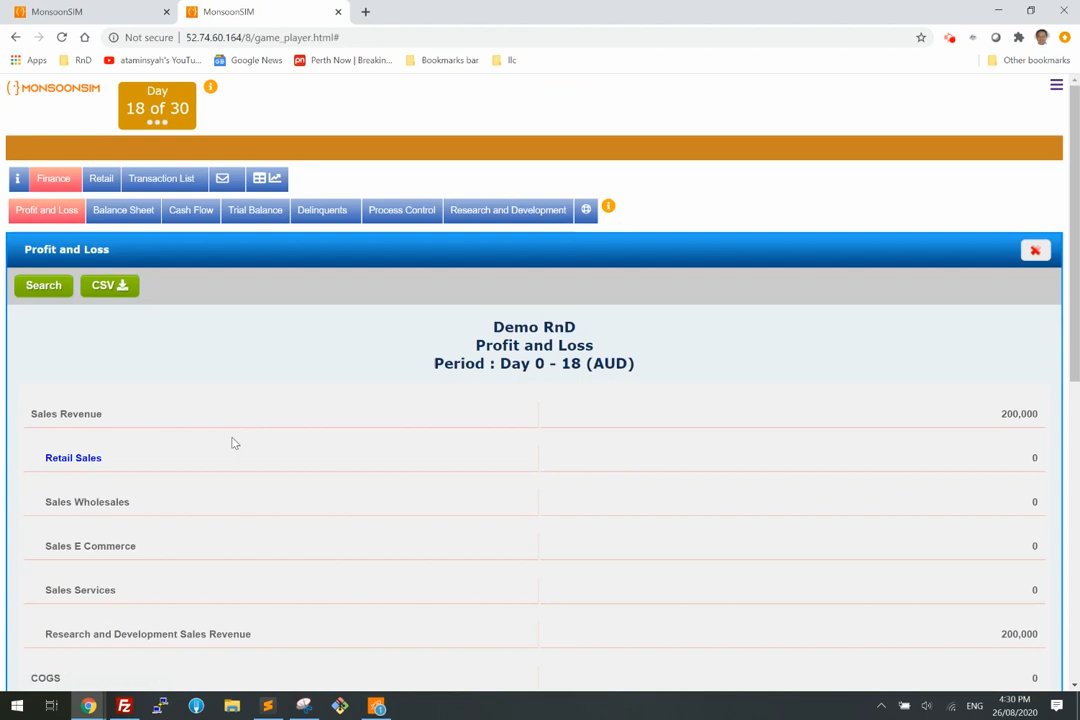 MonsoonSIM
MonsoonSIM
Not secure
52.74.60.164/8/game_player.html#
Apps
RnD
ataminsyah's YouTu...
Google News
Perth Now | Breakin...
Bookmarks bar
llc
Other bookmarks
MONSOONSIM
Day
18 of 30
Finance
Retail
Transaction List
Profit and Loss
Balance Sheet
Cash Flow
Trial Balance
Delinquents
Process Control
Research and Development
Profit and Loss
Search
CSV
Demo RnD
Profit and Loss
Period : Day 0 - 18 (AUD)
Sales Revenue 200,000
Retail Sales 0
Sales Wholesales 0
Sales E Commerce 0
Sales Services 0
Research and Development Sales Revenue 200,000
COGS 0
ENG
4:30 PM
26/08/2020